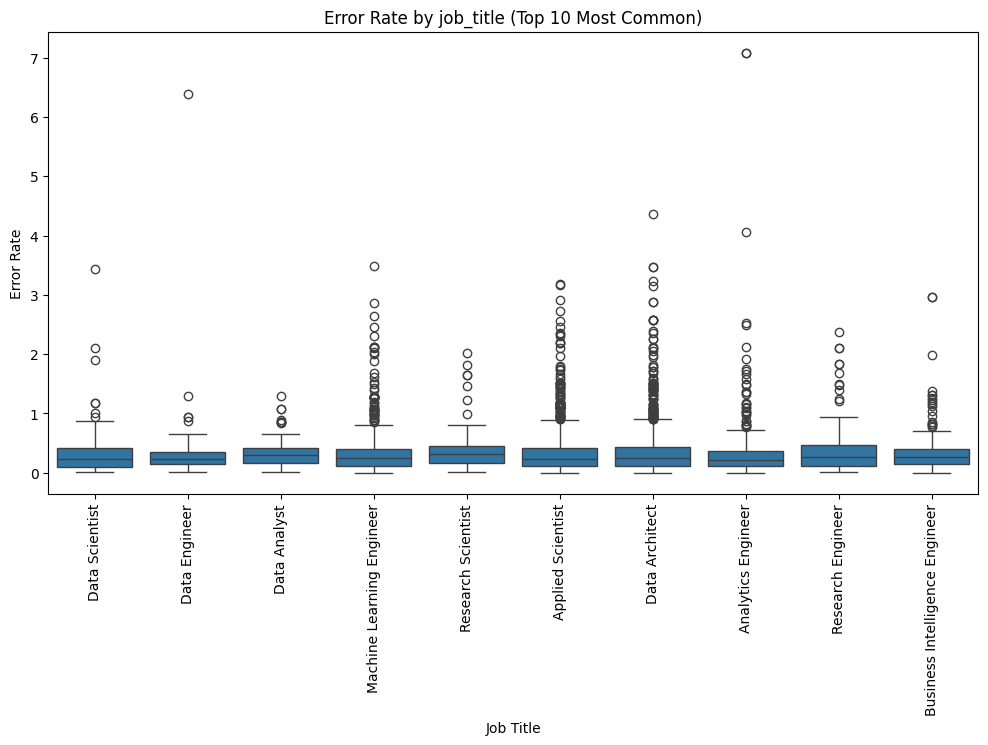 Error Rate by job_title (Top 10 Most Common)
7
6
5
4
3
2
1
0
Error Rate
Data Scientist
Data Engineer
Data Analyst
Machine Learning Engineer
Research Scientist
Applied Scientist
Data Architect
Analytics Engineer
Research Engineer
Business Intelligence Engineer
Job Title